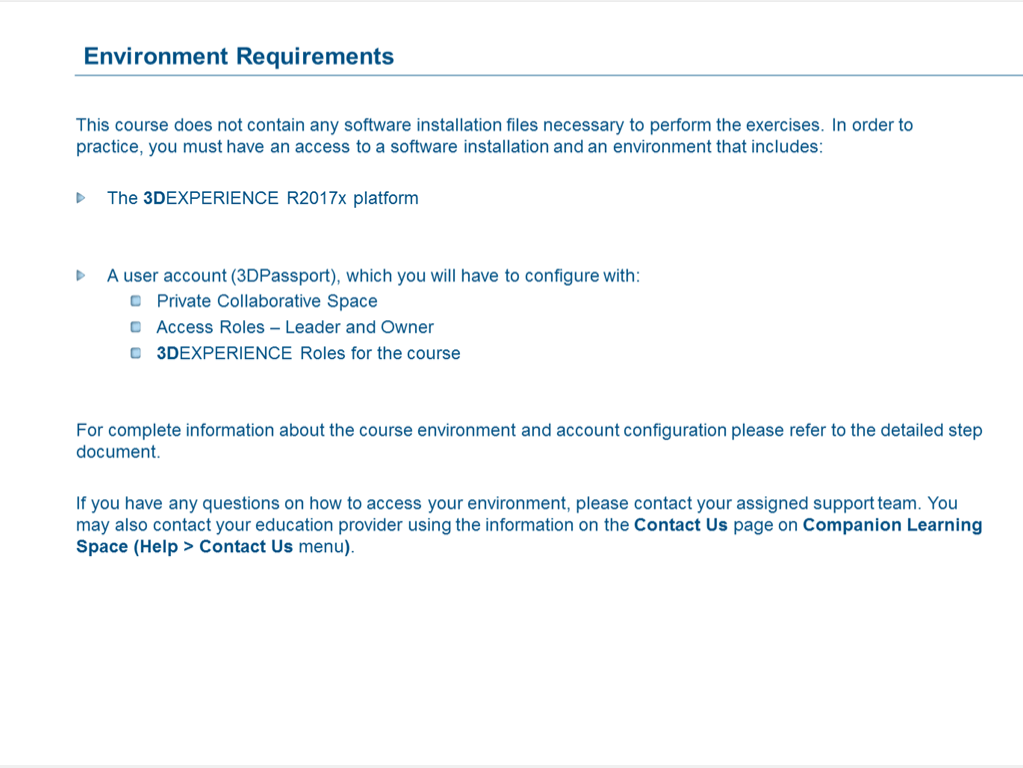 Environment Requirements
This course does not contain any software installation files necessary to perform the exercises. In order to
practice, you must have an access to a software installation and an environment that includes:
The 3DEXPERIENCE R2017x platform
A user account (3DPassport), which you will have to configure with:
Private Collaborative Space
Access Roles – Leader and Owner
3DEXPERIENCE Roles for the course
For complete information about the course environment and account configuration please refer to the detailed step
document.
If you have any questions on how to access your environment, please contact your assigned support team. You
may also contact your education provider using the information on the Contact Us page on Companion Learning
Space (Help > Contact Us menu).